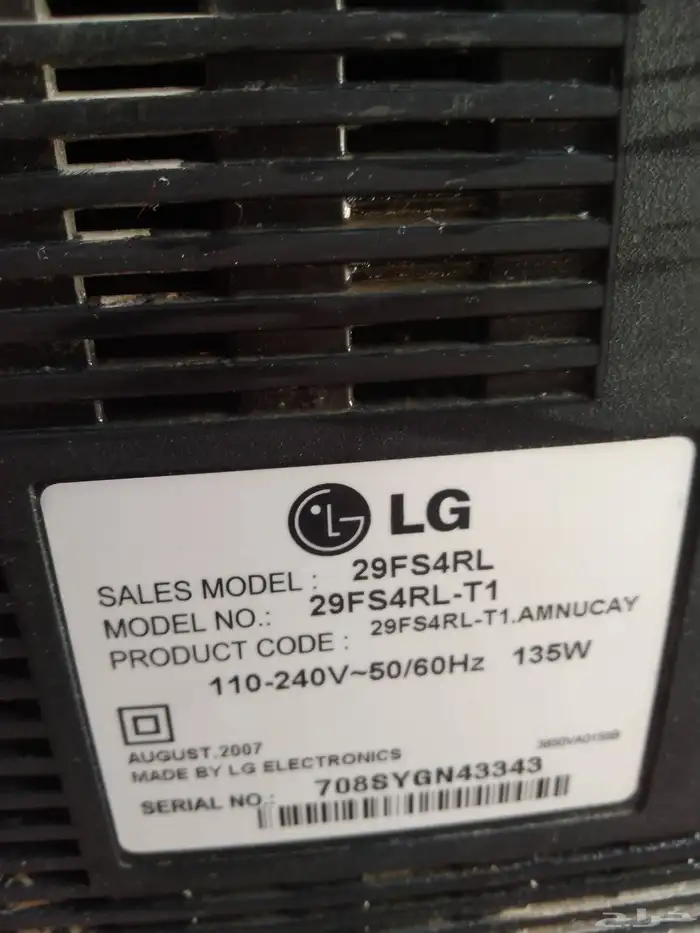 LG
SALES MODEL : 29FS4RL
MODEL NO.: 29FS4RL-T1
PRODUCT CODE : 29FS4RL-T1.AMNUCAY
110-240V~50/60Hz 135W
AUGUST.2007
MADE BY LG ELECTRONICS
SERIAL NO.: 708SYGN43343
حراج